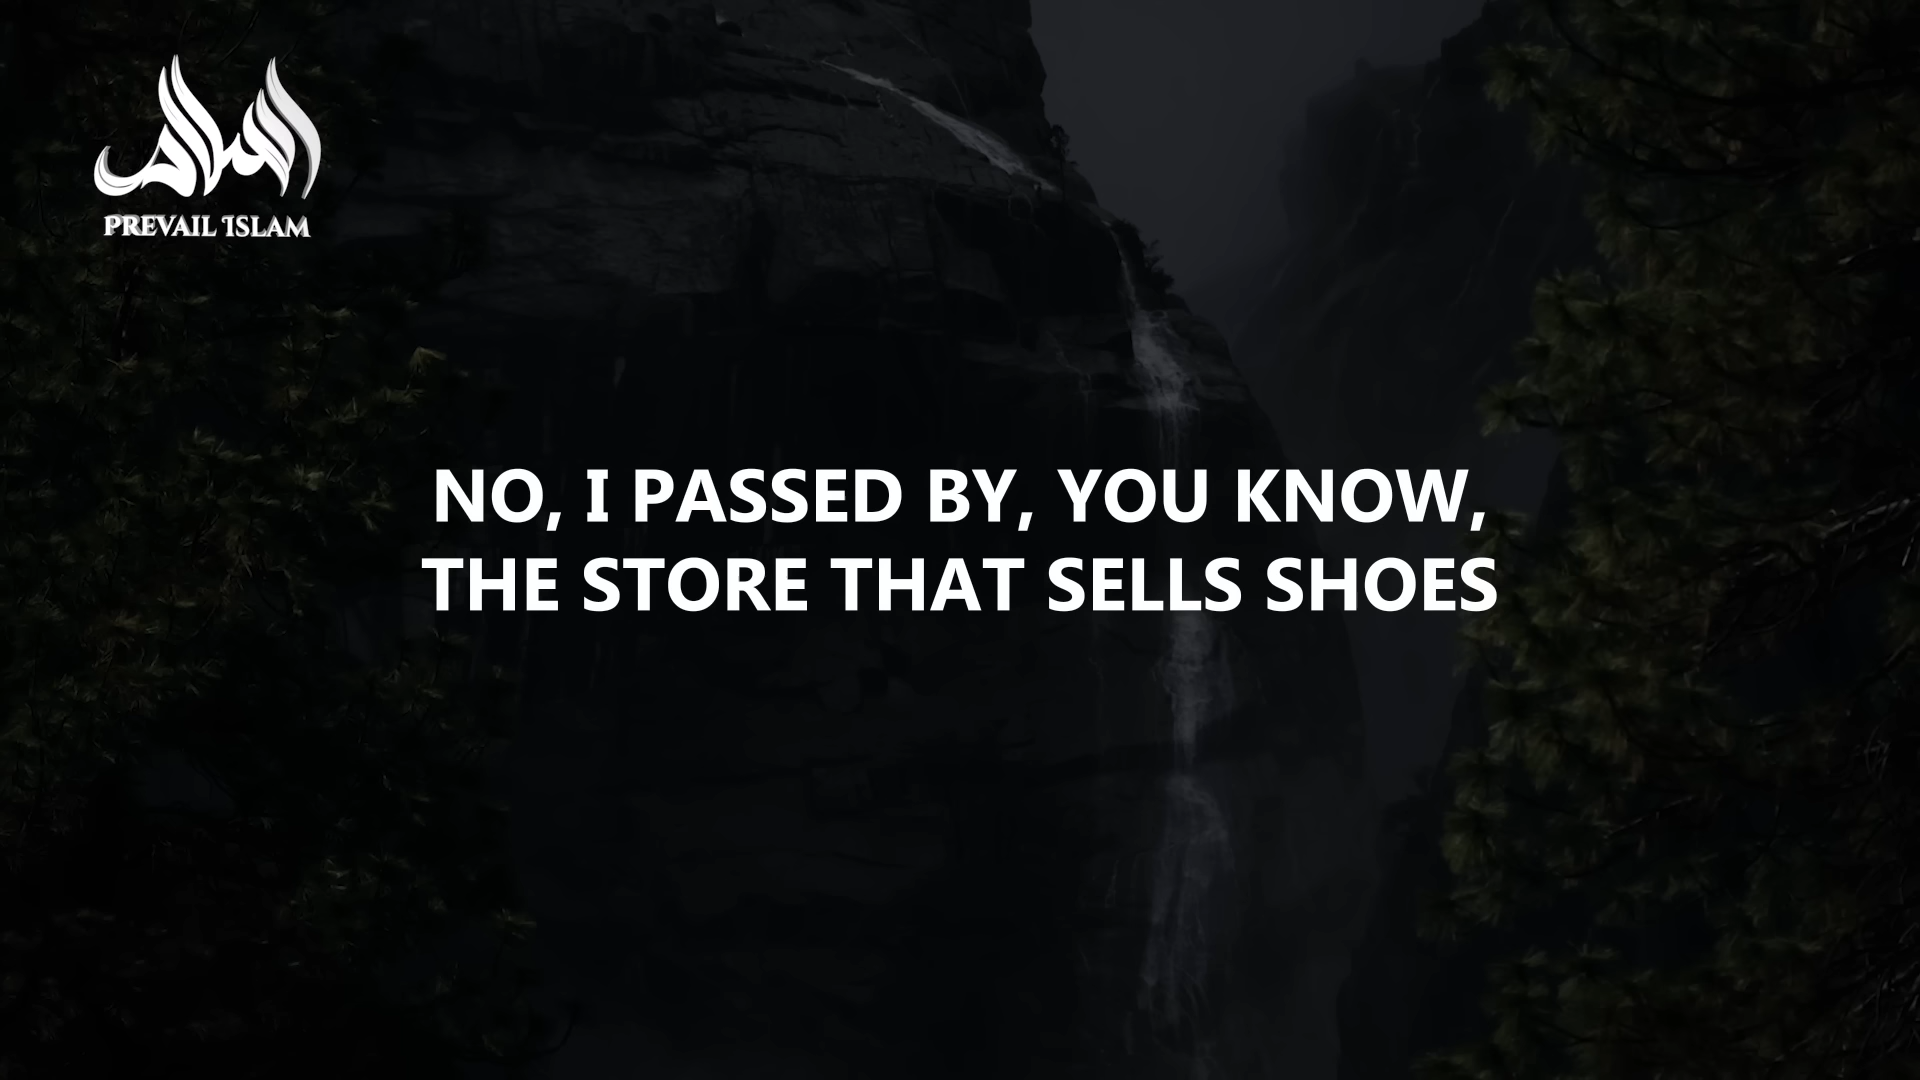 PREVAIL ISLAM
NO, I PASSED BY, YOU KNOW,
THE STORE THAT SELLS SHOES